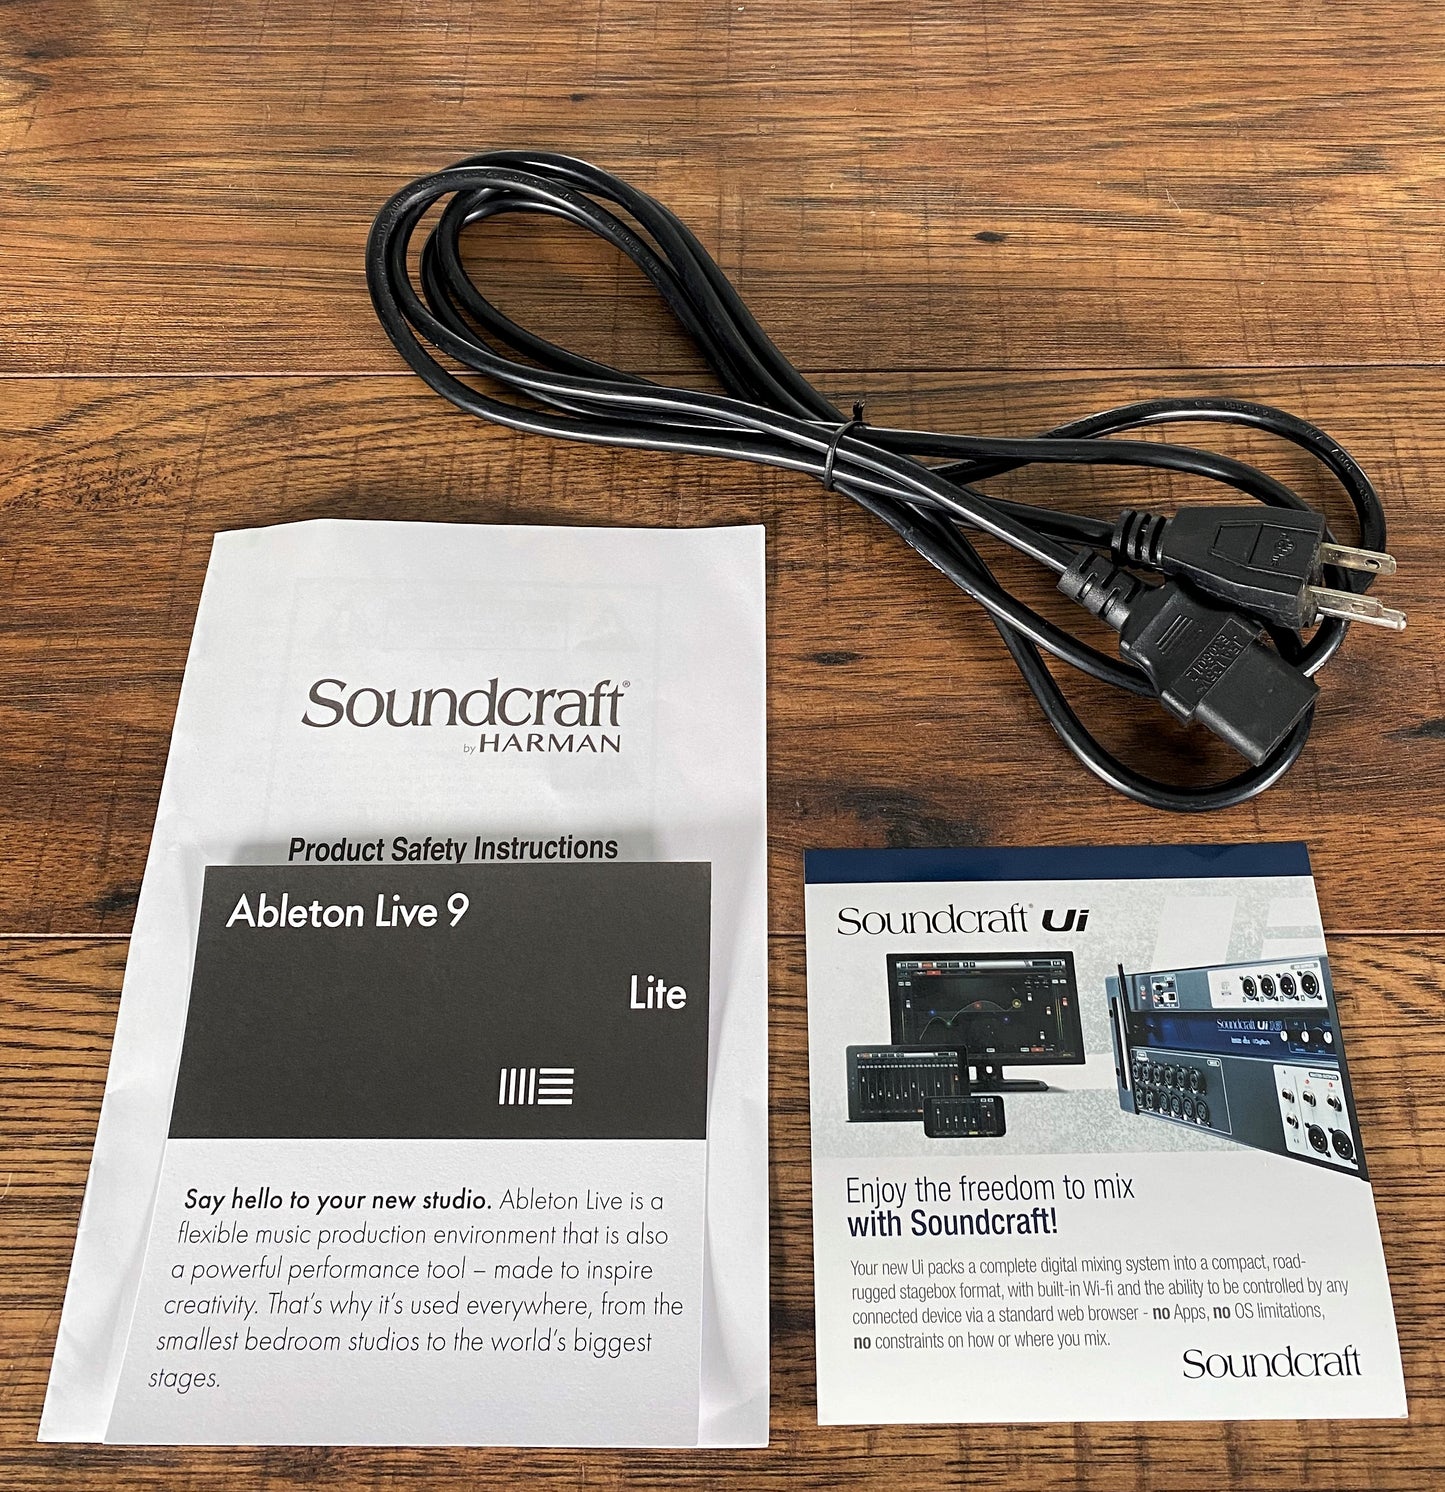 Soundcraft®
by HARMAN
Product Safety Instructions
Ableton Live 9
Lite
Say hello to your new studio. Ableton Live is a
flexible music production environment that is also
a powerful performance tool – made to inspire
creativity. That's why it's used everywhere, from the
smallest bedroom studios to the world's biggest
stages.
Soundcraft® Ui
Soundcraft Ui16
Enjoy the freedom to mix
with Soundcraft!
Your new Ui packs a complete digital mixing system into a compact, road-
rugged stagebox format, with built-in Wi-fi and the ability to be controlled by any
connected device via a standard web browser - no Apps, no OS limitations,
no constraints on how or where you mix.
Soundcraft